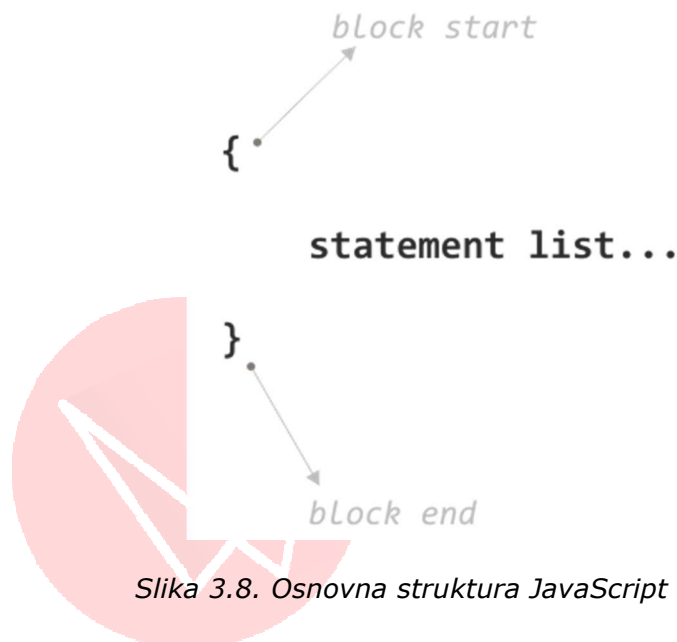 block start
{
statement list...
}
block end
Slika 3.8. Osnovna struktura JavaScript